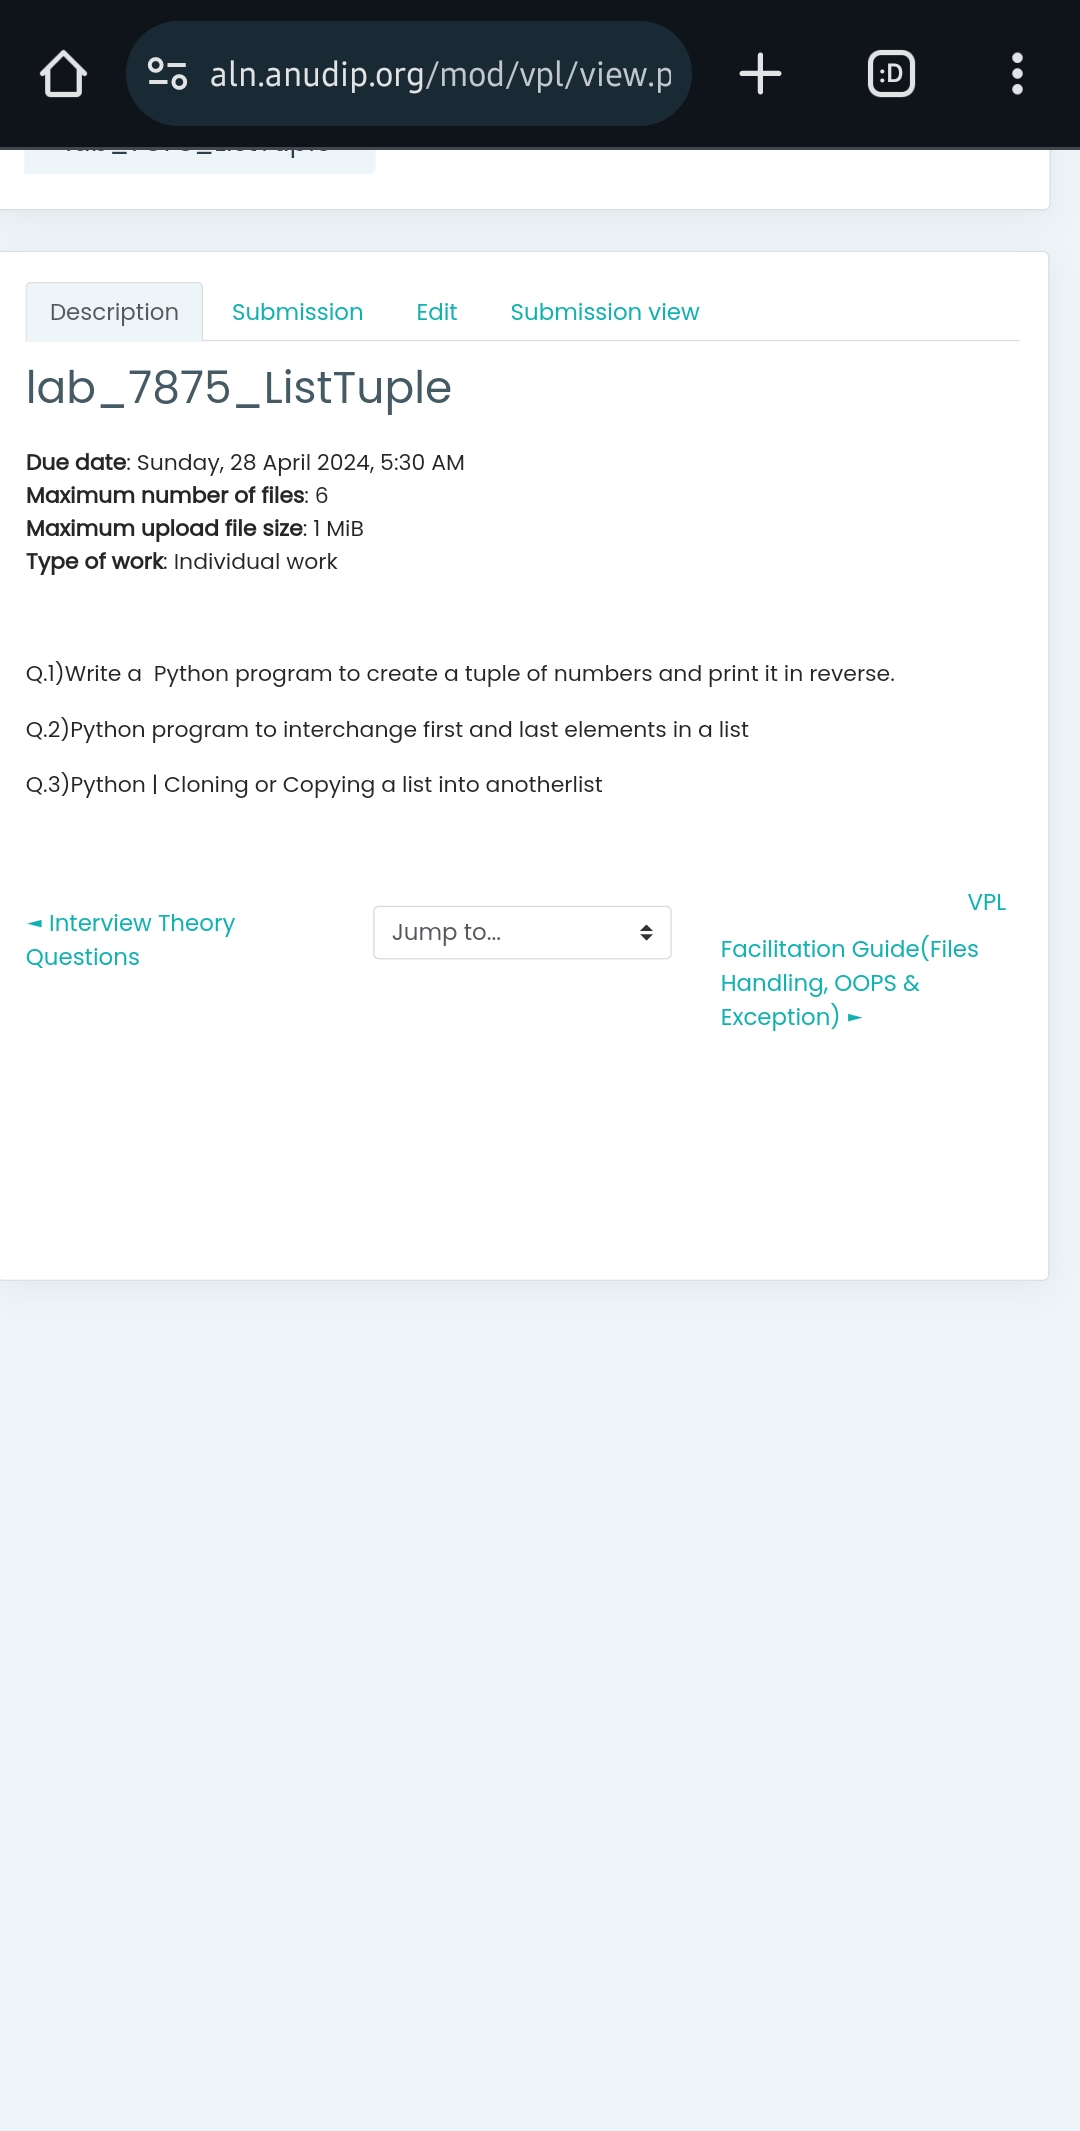 aln.anudip.org/mod/vpl/view.p
:D
lab_7875_ListTuple
Description Submission Edit Submission view
lab_7875_ListTuple
Due date: Sunday, 28 April 2024, 5:30 AM
Maximum number of files: 6
Maximum upload file size: 1 MiB
Type of work: Individual work
Q.1)Write a  Python program to create a tuple of numbers and print it in reverse.
Q.2)Python program to interchange first and last elements in a list
Q.3)Python | Cloning or Copying a list into anotherlist
◄ Interview Theory
Questions
Jump to...
VPL
Facilitation Guide(Files
Handling, OOPS &
Exception) ►